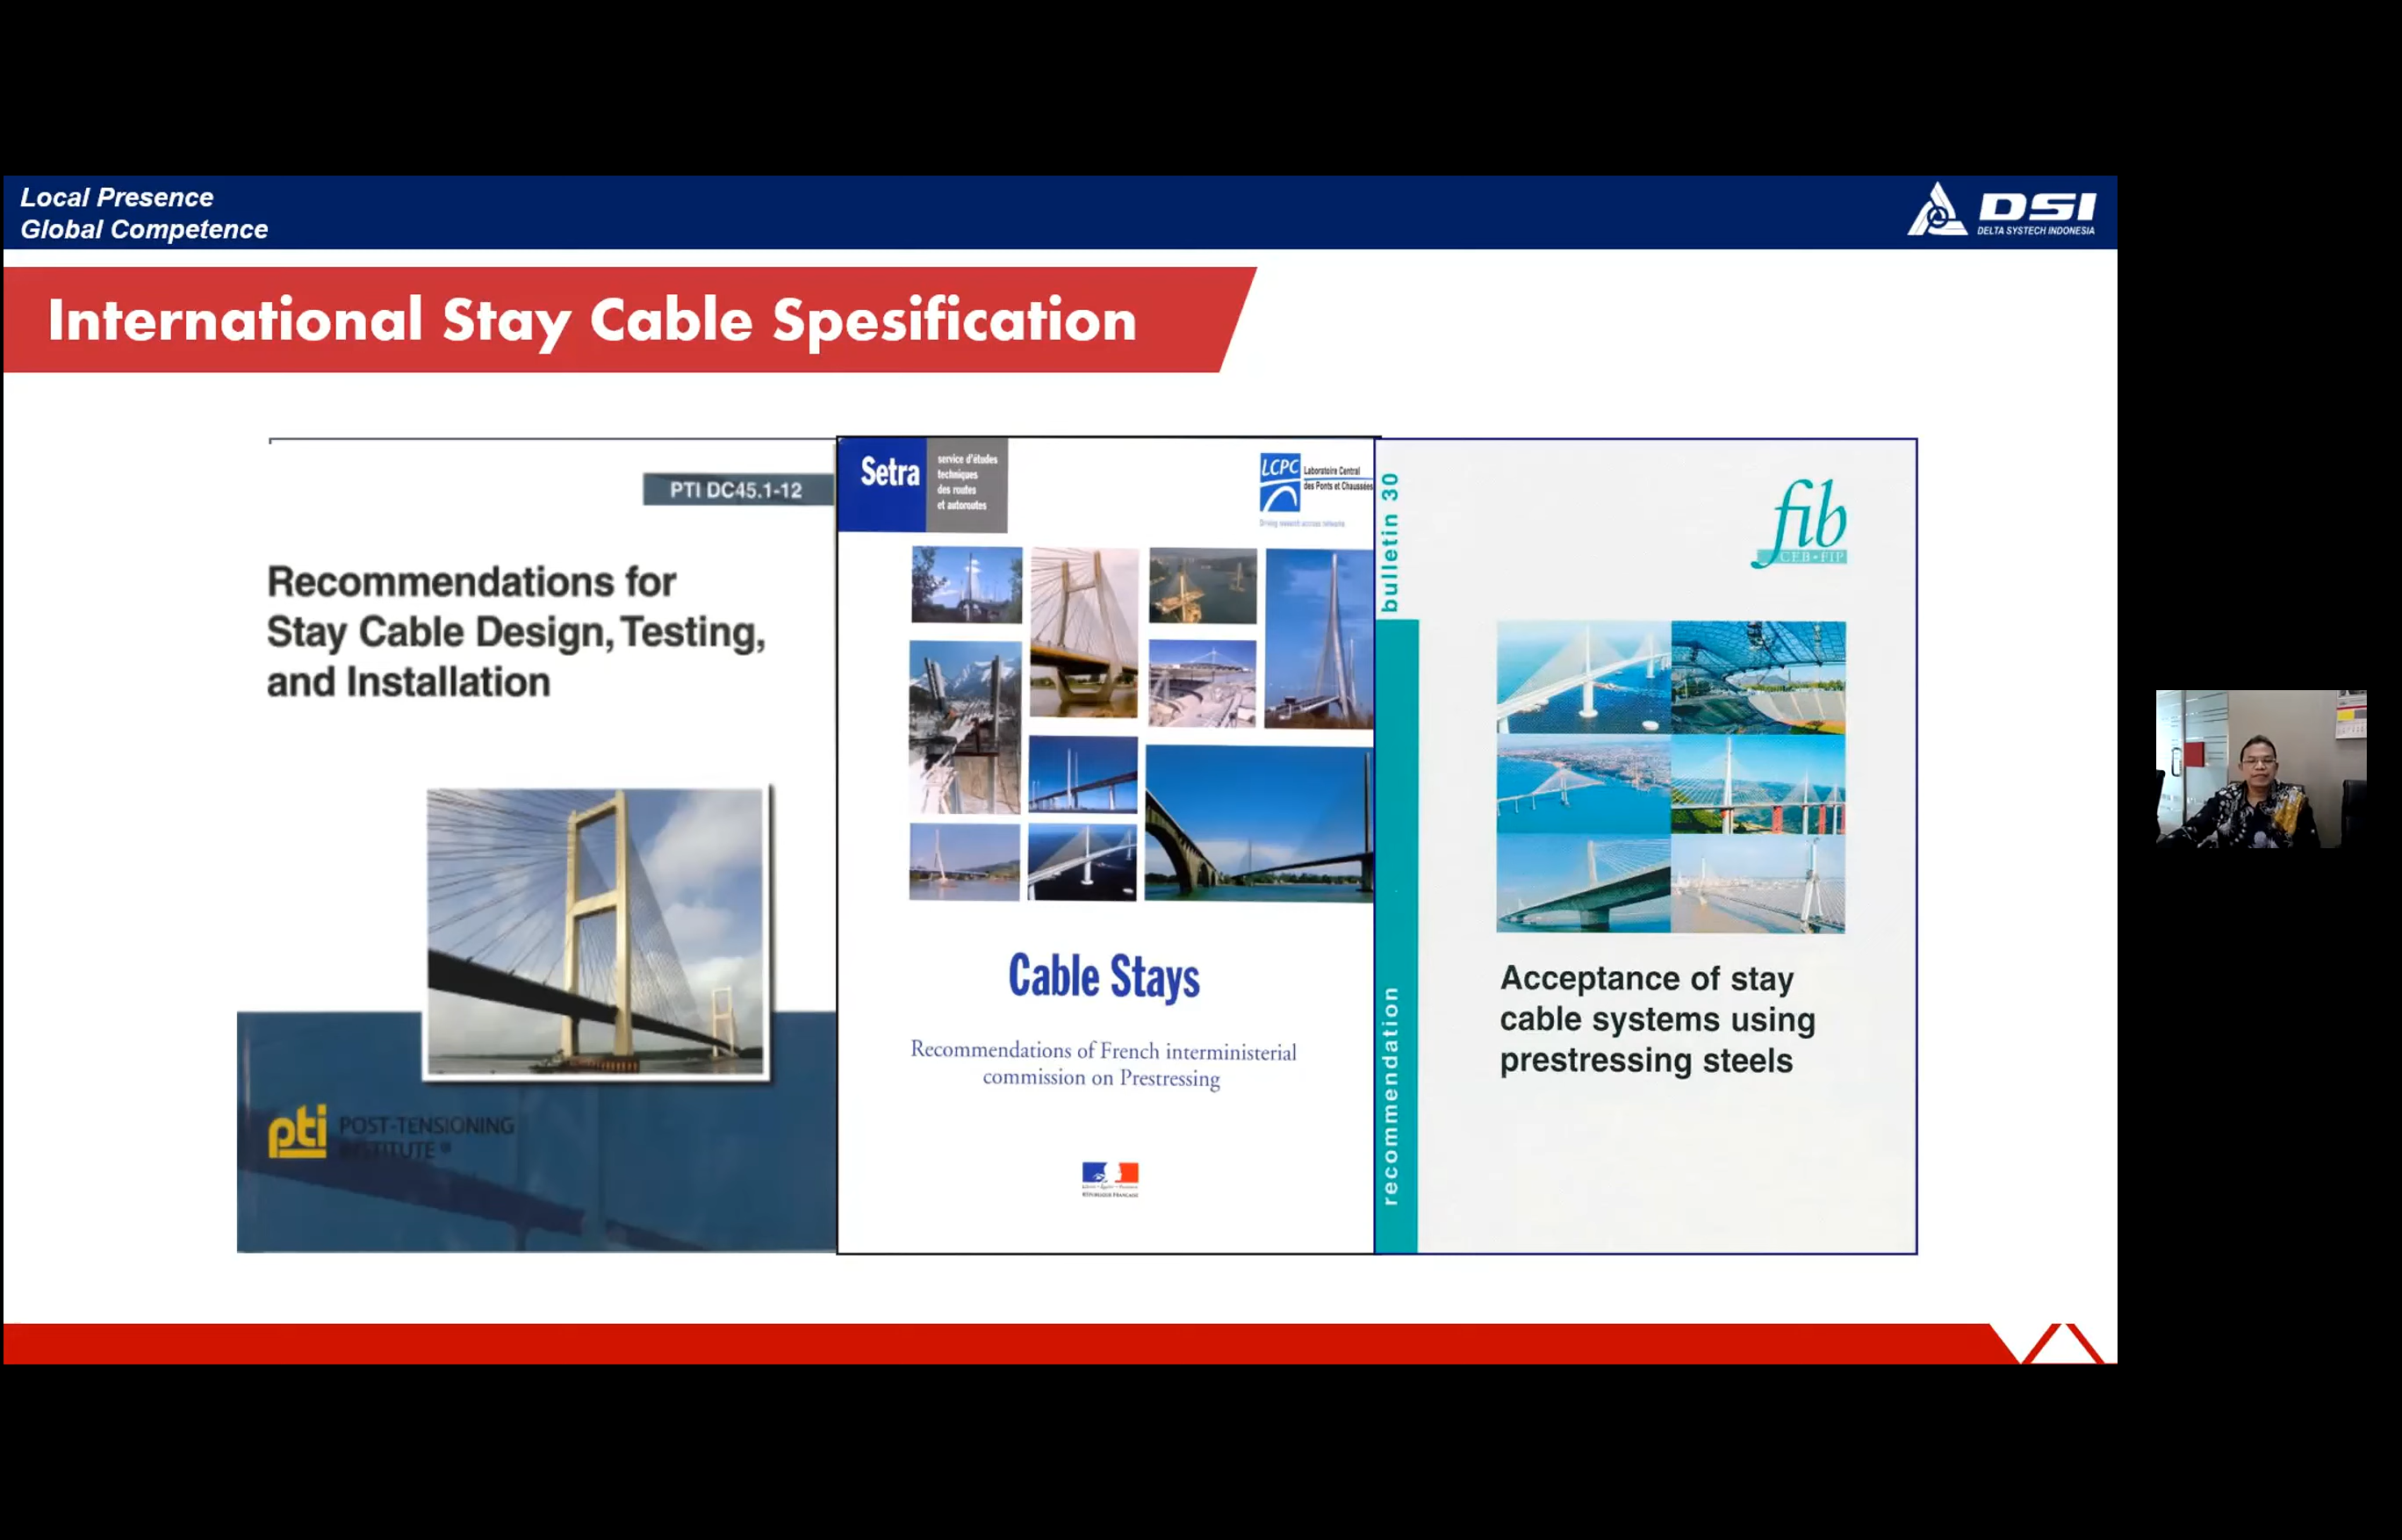 Local Presence
Global Competence
DSI
DELTA SYSTECH INDONESIA
International Stay Cable Spesification
PTI DC45.1-12
Recommendations for
Stay Cable Design, Testing,
and Installation
pti
POST-TENSIONING
INSTITUTE ®
Setra
service d'études
techniques
des routes
et autoroutes
LCPC
Laboratoire Central
des Ponts et Chaussées
Cable Stays
Recommendations of French interministerial
commission on Prestressing
RÉPUBLIQUE FRANÇAISE
bulletin 30
recommendation
fib
CEB-FIP
Acceptance of stay
cable systems using
prestressing steels